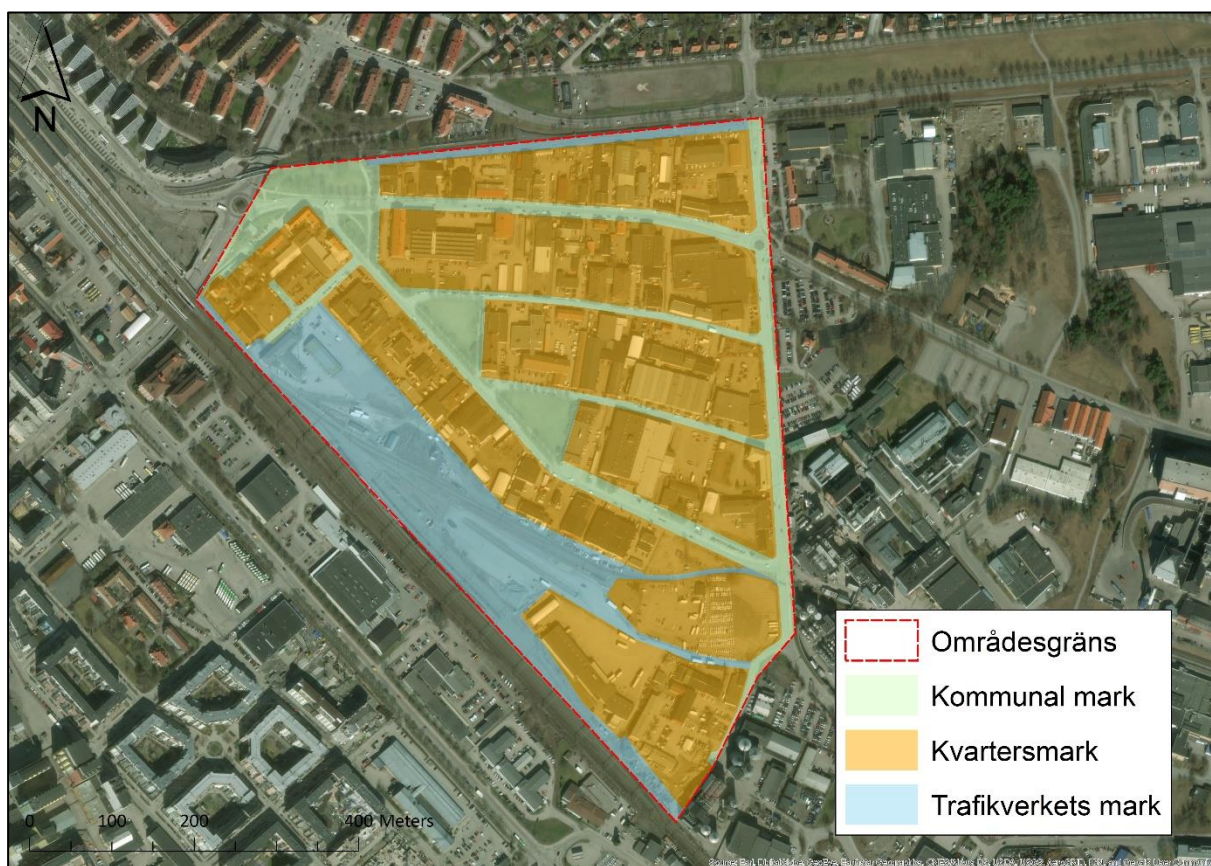 N
Områdesgräns
Kommunal mark
Kvartersmark
Trafikverkets mark
0 100 200 400 Meters